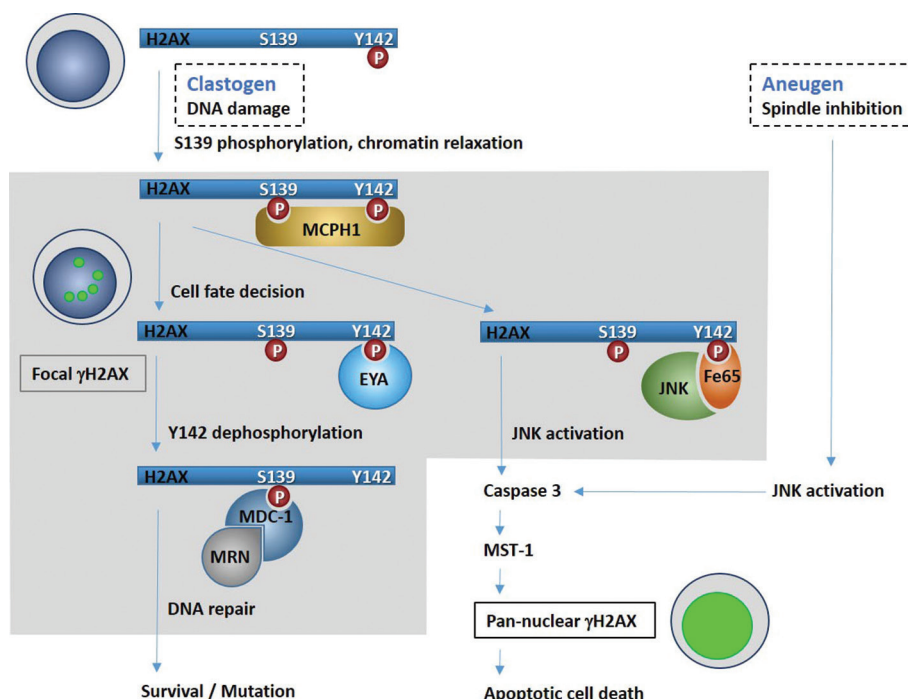 H2AX S139 Y142
P
Clastogen
DNA damage
Aneugen
Spindle inhibition
S139 phosphorylation, chromatin relaxation
H2AX S139 Y142
P P
MCPH1
Cell fate decision
H2AX S139 Y142
P P
EYA
H2AX S139 Y142
P P
JNK Fe65
Focal γH2AX
Y142 dephosphorylation
JNK activation
H2AX S139 Y142
P
MDC-1
MRN
Caspase 3
JNK activation
MST-1
DNA repair
Pan-nuclear γH2AX
Survival / Mutation
Apoptotic cell death